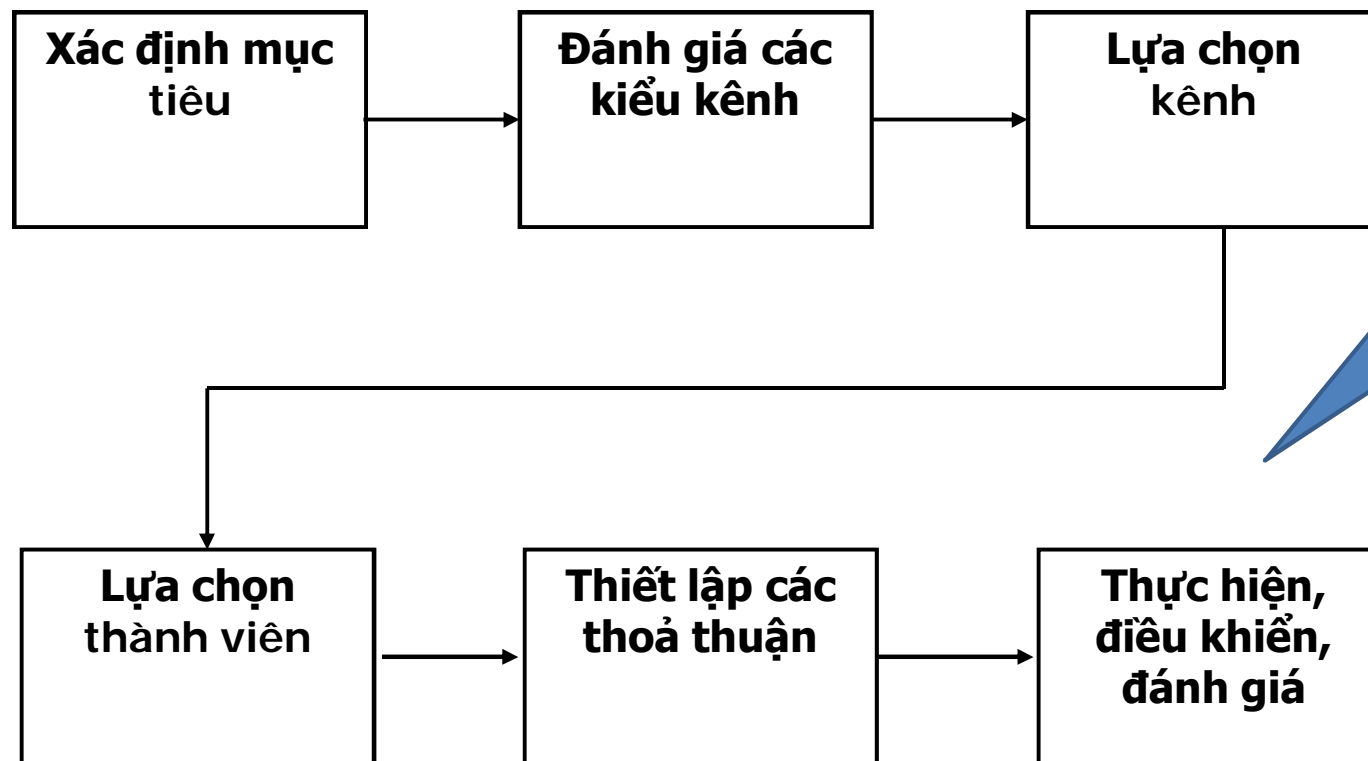 Xác định mục
tiêu
Đánh giá các
kiểu kênh
Lựa chọn
kênh
Lựa chọn
thành viên
Thiết lập các
thoả thuận
Thực hiện,
điều khiển,
đánh giá